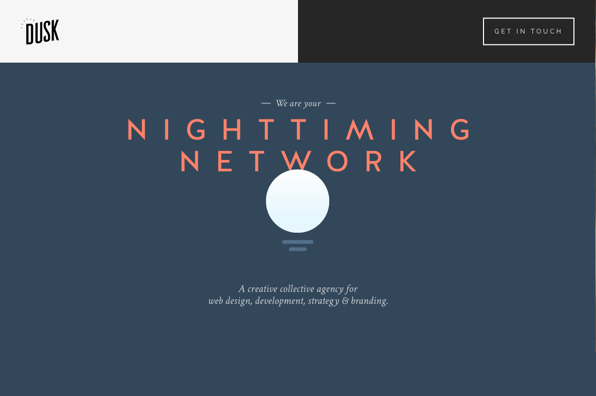 DUSK
GET IN TOUCH
— We are your —
NIGHTTIMING
NETWORK
A creative collective agency for
web design, development, strategy & branding.